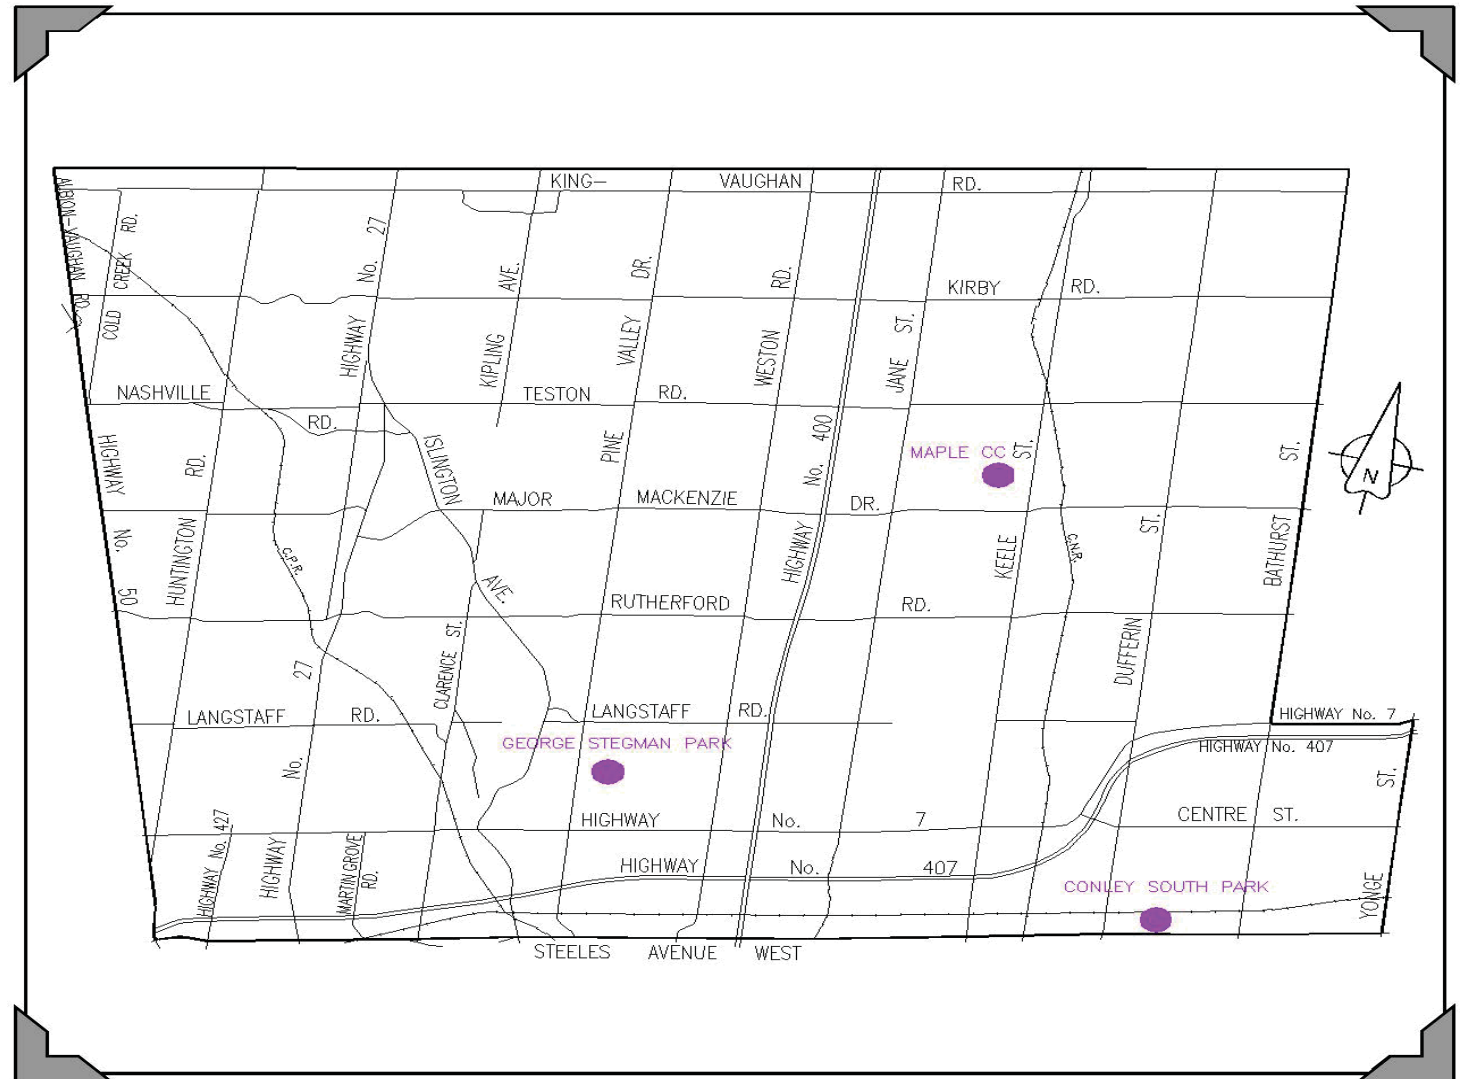 KING– VAUGHAN RD.
ALBION–VAUGHAN RD.
COLD CREEK RD.
HIGHWAY No. 27
KIPLING AVE.
PINE VALLEY DR.
WESTON RD.
JANE ST.
KIRBY RD.
NASHVILLE RD.
TESTON RD.
HIGHWAY No. 50
HUNTINGTON RD.
C.P.R.
ISLINGTON AVE.
HIGHWAY No. 400
MAPLE CC
KEELE ST.
C.N.R.
DUFFERIN ST.
BATHURST ST.
N
MAJOR MACKENZIE DR.
RUTHERFORD RD.
CLARENCE ST.
LANGSTAFF RD.
LANGSTAFF RD.
HIGHWAY No. 7
HIGHWAY No. 407
GEORGE STEGMAN PARK
HIGHWAY No. 27
HIGHWAY No. 427
MARTIN GROVE RD.
HIGHWAY No. 7
CENTRE ST.
HIGHWAY No. 407
CONLEY SOUTH PARK
YONGE ST.
STEELES AVENUE WEST